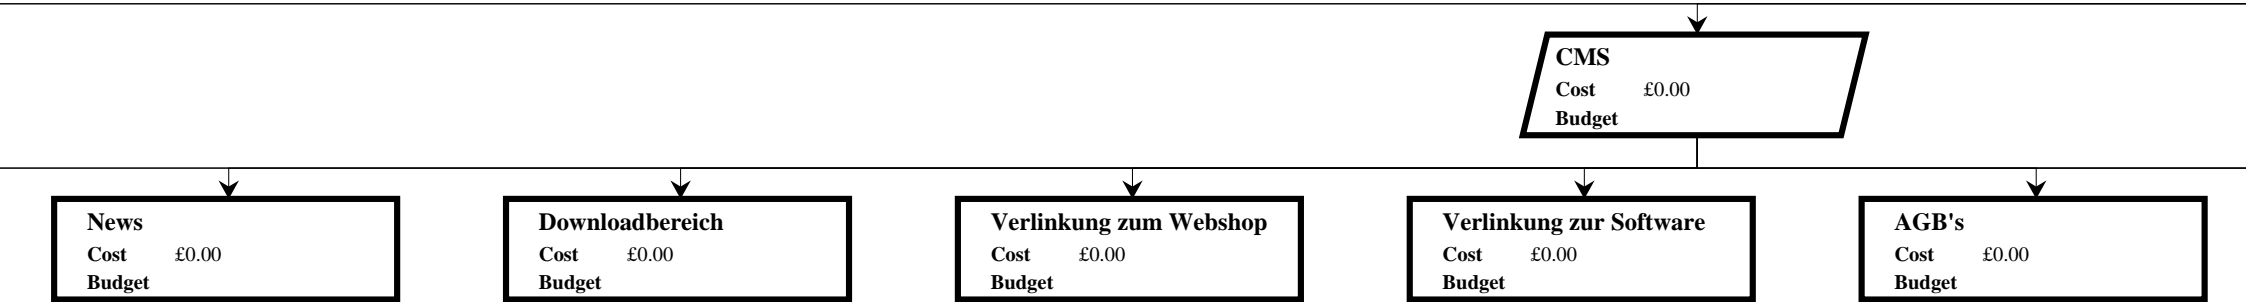 CMS
Cost £0.00
Budget
News
Cost £0.00
Budget
Downloadbereich
Cost £0.00
Budget
Verlinkung zum Webshop
Cost £0.00
Budget
Verlinkung zur Software
Cost £0.00
Budget
AGB's
Cost £0.00
Budget